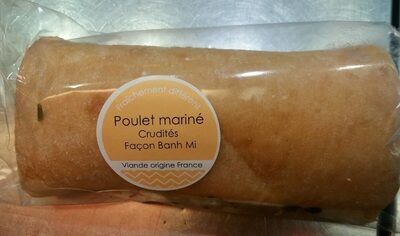 Fraîchement différent
Poulet mariné
Crudités
Façon Banh Mi
Viande origine France